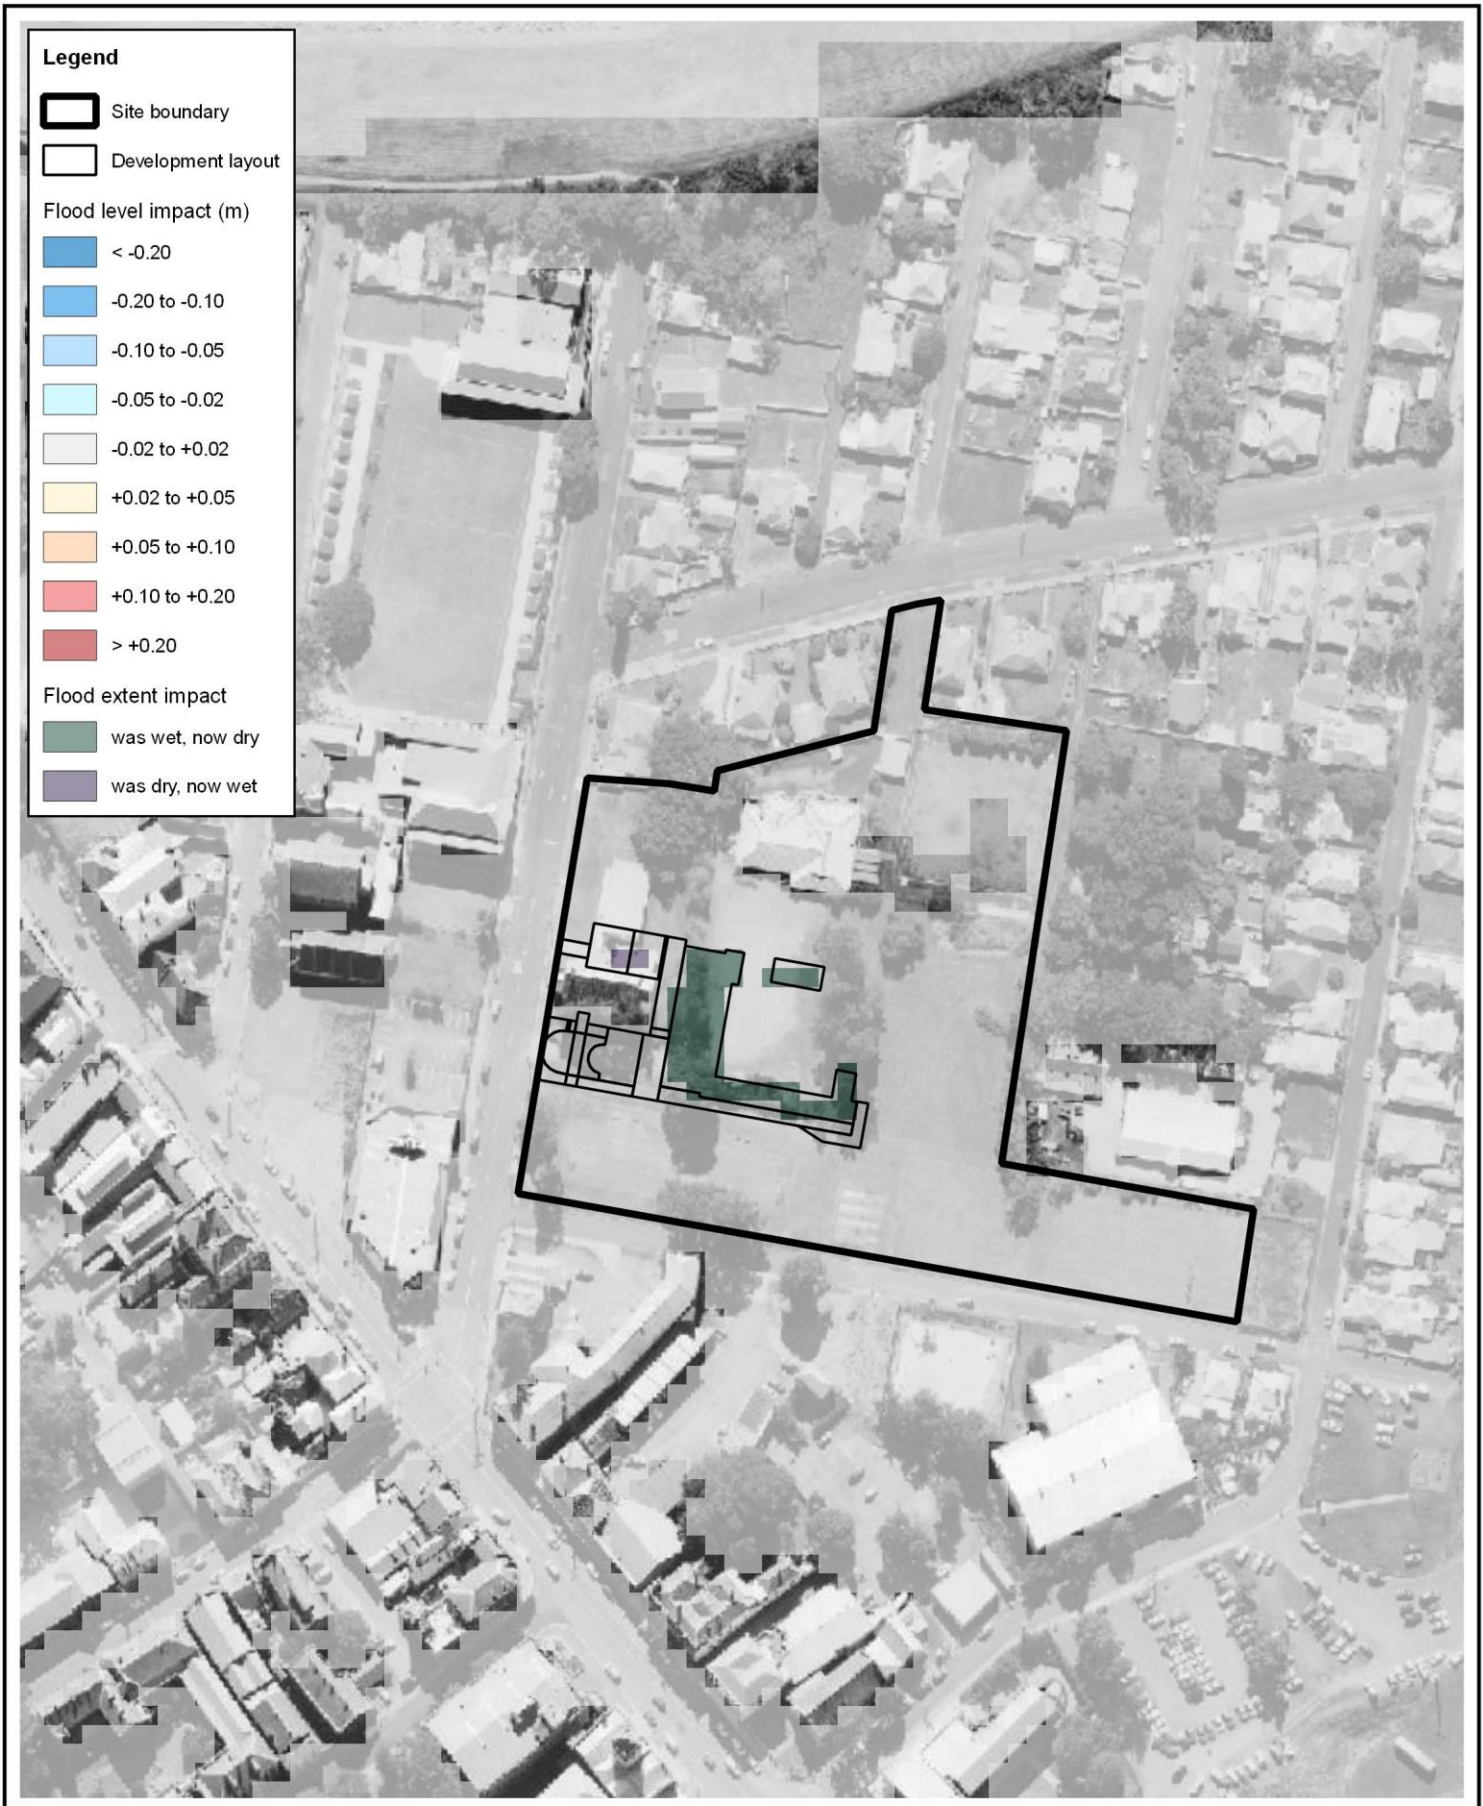 Legend
Site boundary
Development layout
Flood level impact (m)
< -0.20
-0.20 to -0.10
-0.10 to -0.05
-0.05 to -0.02
-0.02 to +0.02
+0.02 to +0.05
+0.05 to +0.10
+0.10 to +0.20
> +0.20
Flood extent impact
was wet, now dry
was dry, now wet